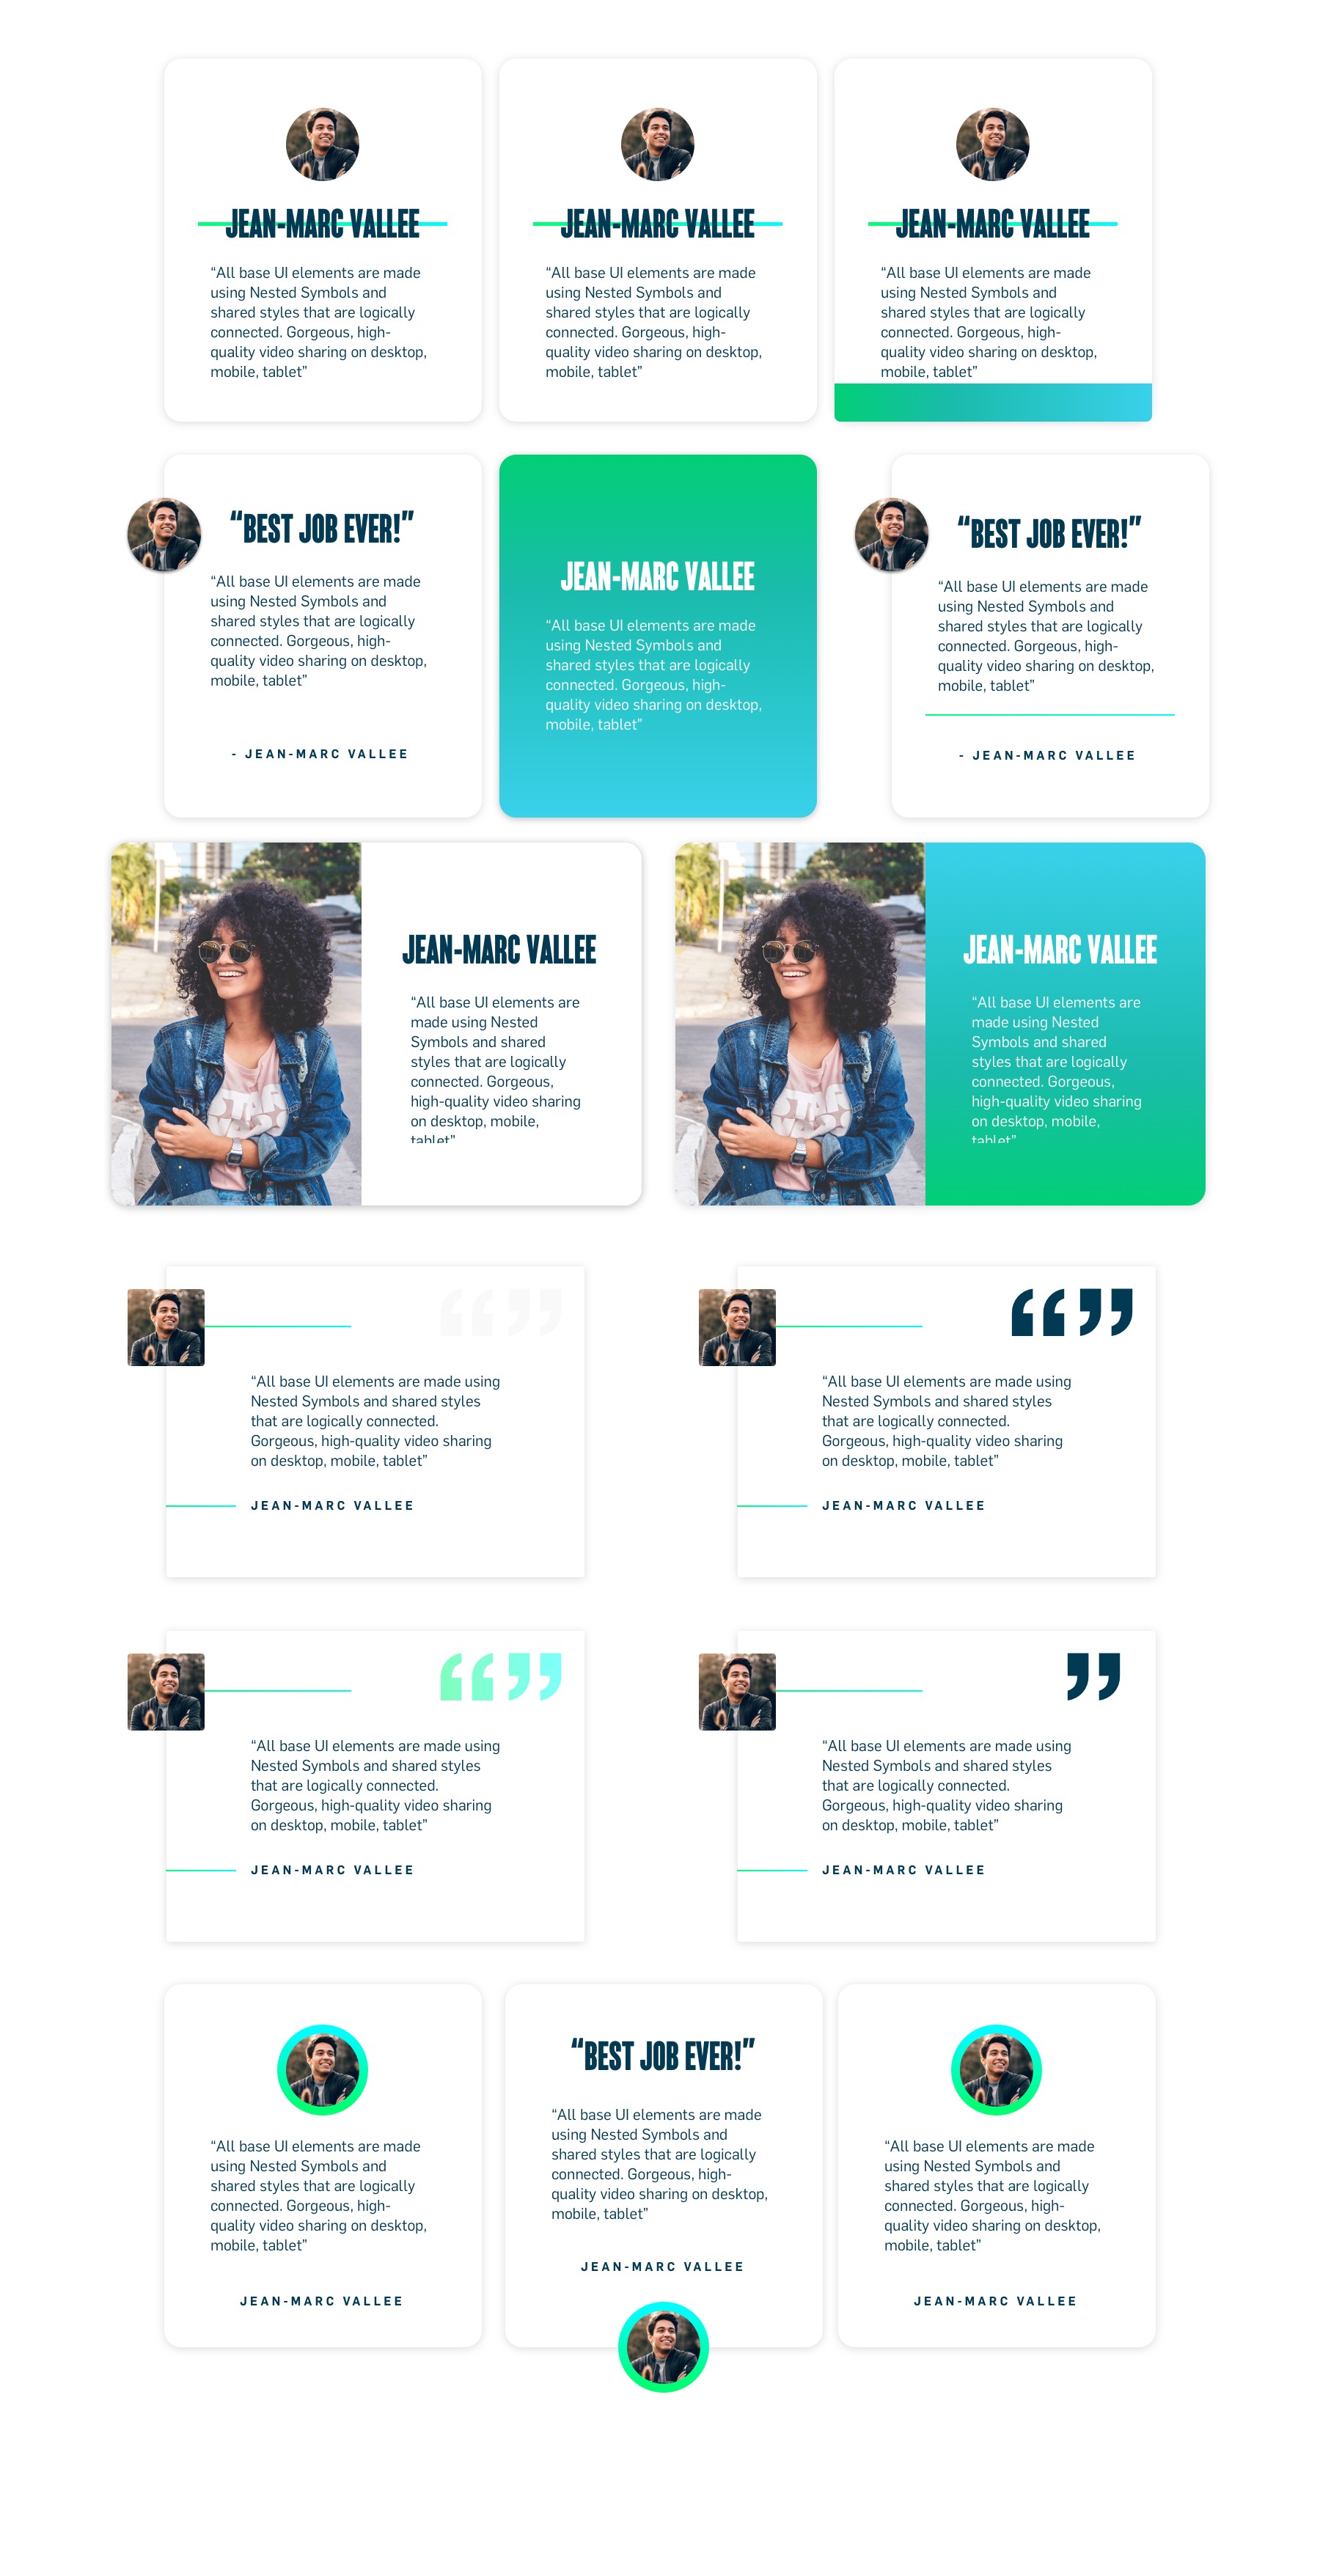 JEAN-MARC VALLEE
“All base UI elements are made
using Nested Symbols and
shared styles that are logically
connected. Gorgeous, high-
quality video sharing on desktop,
mobile, tablet”
JEAN-MARC VALLEE
“All base UI elements are made
using Nested Symbols and
shared styles that are logically
connected. Gorgeous, high-
quality video sharing on desktop,
mobile, tablet”
JEAN-MARC VALLEE
“All base UI elements are made
using Nested Symbols and
shared styles that are logically
connected. Gorgeous, high-
quality video sharing on desktop,
mobile, tablet”
“BEST JOB EVER!”
“All base UI elements are made
using Nested Symbols and
shared styles that are logically
connected. Gorgeous, high-
quality video sharing on desktop,
mobile, tablet”
- JEAN-MARC VALLEE
JEAN-MARC VALLEE
“All base UI elements are made
using Nested Symbols and
shared styles that are logically
connected. Gorgeous, high-
quality video sharing on desktop,
mobile, tablet”
“BEST JOB EVER!”
“All base UI elements are made
using Nested Symbols and
shared styles that are logically
connected. Gorgeous, high-
quality video sharing on desktop,
mobile, tablet”
- JEAN-MARC VALLEE
JEAN-MARC VALLEE
“All base UI elements are
made using Nested
Symbols and shared
styles that are logically
connected. Gorgeous,
high-quality video sharing
on desktop, mobile,
tablet”
JEAN-MARC VALLEE
“All base UI elements are
made using Nested
Symbols and shared
styles that are logically
connected. Gorgeous,
high-quality video sharing
on desktop, mobile,
tablet”
“”
“All base UI elements are made using
Nested Symbols and shared styles
that are logically connected.
Gorgeous, high-quality video sharing
on desktop, mobile, tablet”
JEAN-MARC VALLEE
“”
“All base UI elements are made using
Nested Symbols and shared styles
that are logically connected.
Gorgeous, high-quality video sharing
on desktop, mobile, tablet”
JEAN-MARC VALLEE
“”
“All base UI elements are made using
Nested Symbols and shared styles
that are logically connected.
Gorgeous, high-quality video sharing
on desktop, mobile, tablet”
JEAN-MARC VALLEE
”
“All base UI elements are made using
Nested Symbols and shared styles
that are logically connected.
Gorgeous, high-quality video sharing
on desktop, mobile, tablet”
JEAN-MARC VALLEE
“All base UI elements are made
using Nested Symbols and
shared styles that are logically
connected. Gorgeous, high-
quality video sharing on desktop,
mobile, tablet”
JEAN-MARC VALLEE
“BEST JOB EVER!”
“All base UI elements are made
using Nested Symbols and
shared styles that are logically
connected. Gorgeous, high-
quality video sharing on desktop,
mobile, tablet”
JEAN-MARC VALLEE
“All base UI elements are made
using Nested Symbols and
shared styles that are logically
connected. Gorgeous, high-
quality video sharing on desktop,
mobile, tablet”
JEAN-MARC VALLEE